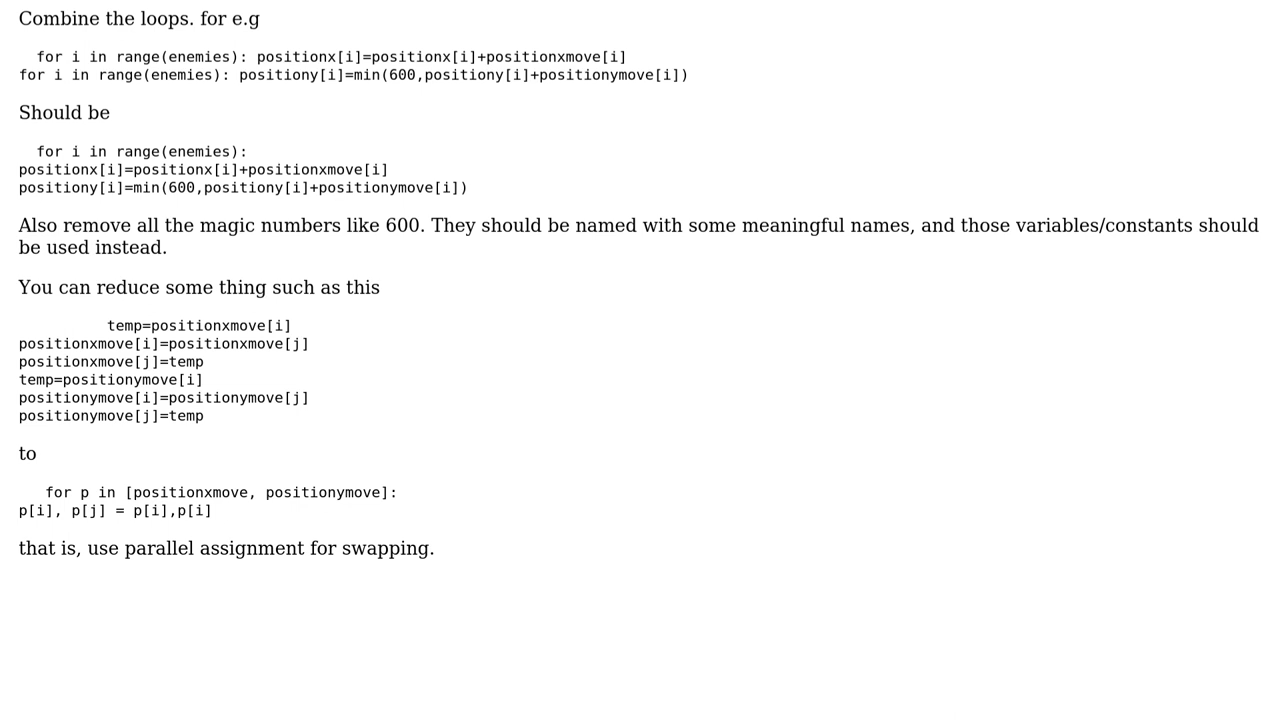 Combine the loops. for e.g
for i in range(enemies): positionx[i]=positionx[i]+positionxmove[i]
for i in range(enemies): positiony[i]=min(600,positiony[i]+positionymove[i])
Should be
for i in range(enemies):
positionx[i]=positionx[i]+positionxmove[i]
positiony[i]=min(600,positiony[i]+positionymove[i])
Also remove all the magic numbers like 600. They should be named with some meaningful names, and those variables/constants should
be used instead.
You can reduce some thing such as this
temp=positionxmove[i]
positionxmove[i]=positionxmove[j]
positionxmove[j]=temp
temp=positionymove[i]
positionymove[i]=positionymove[j]
positionymove[j]=temp
to
for p in [positionxmove, positionymove]:
p[i], p[j] = p[i],p[i]
that is, use parallel assignment for swapping.